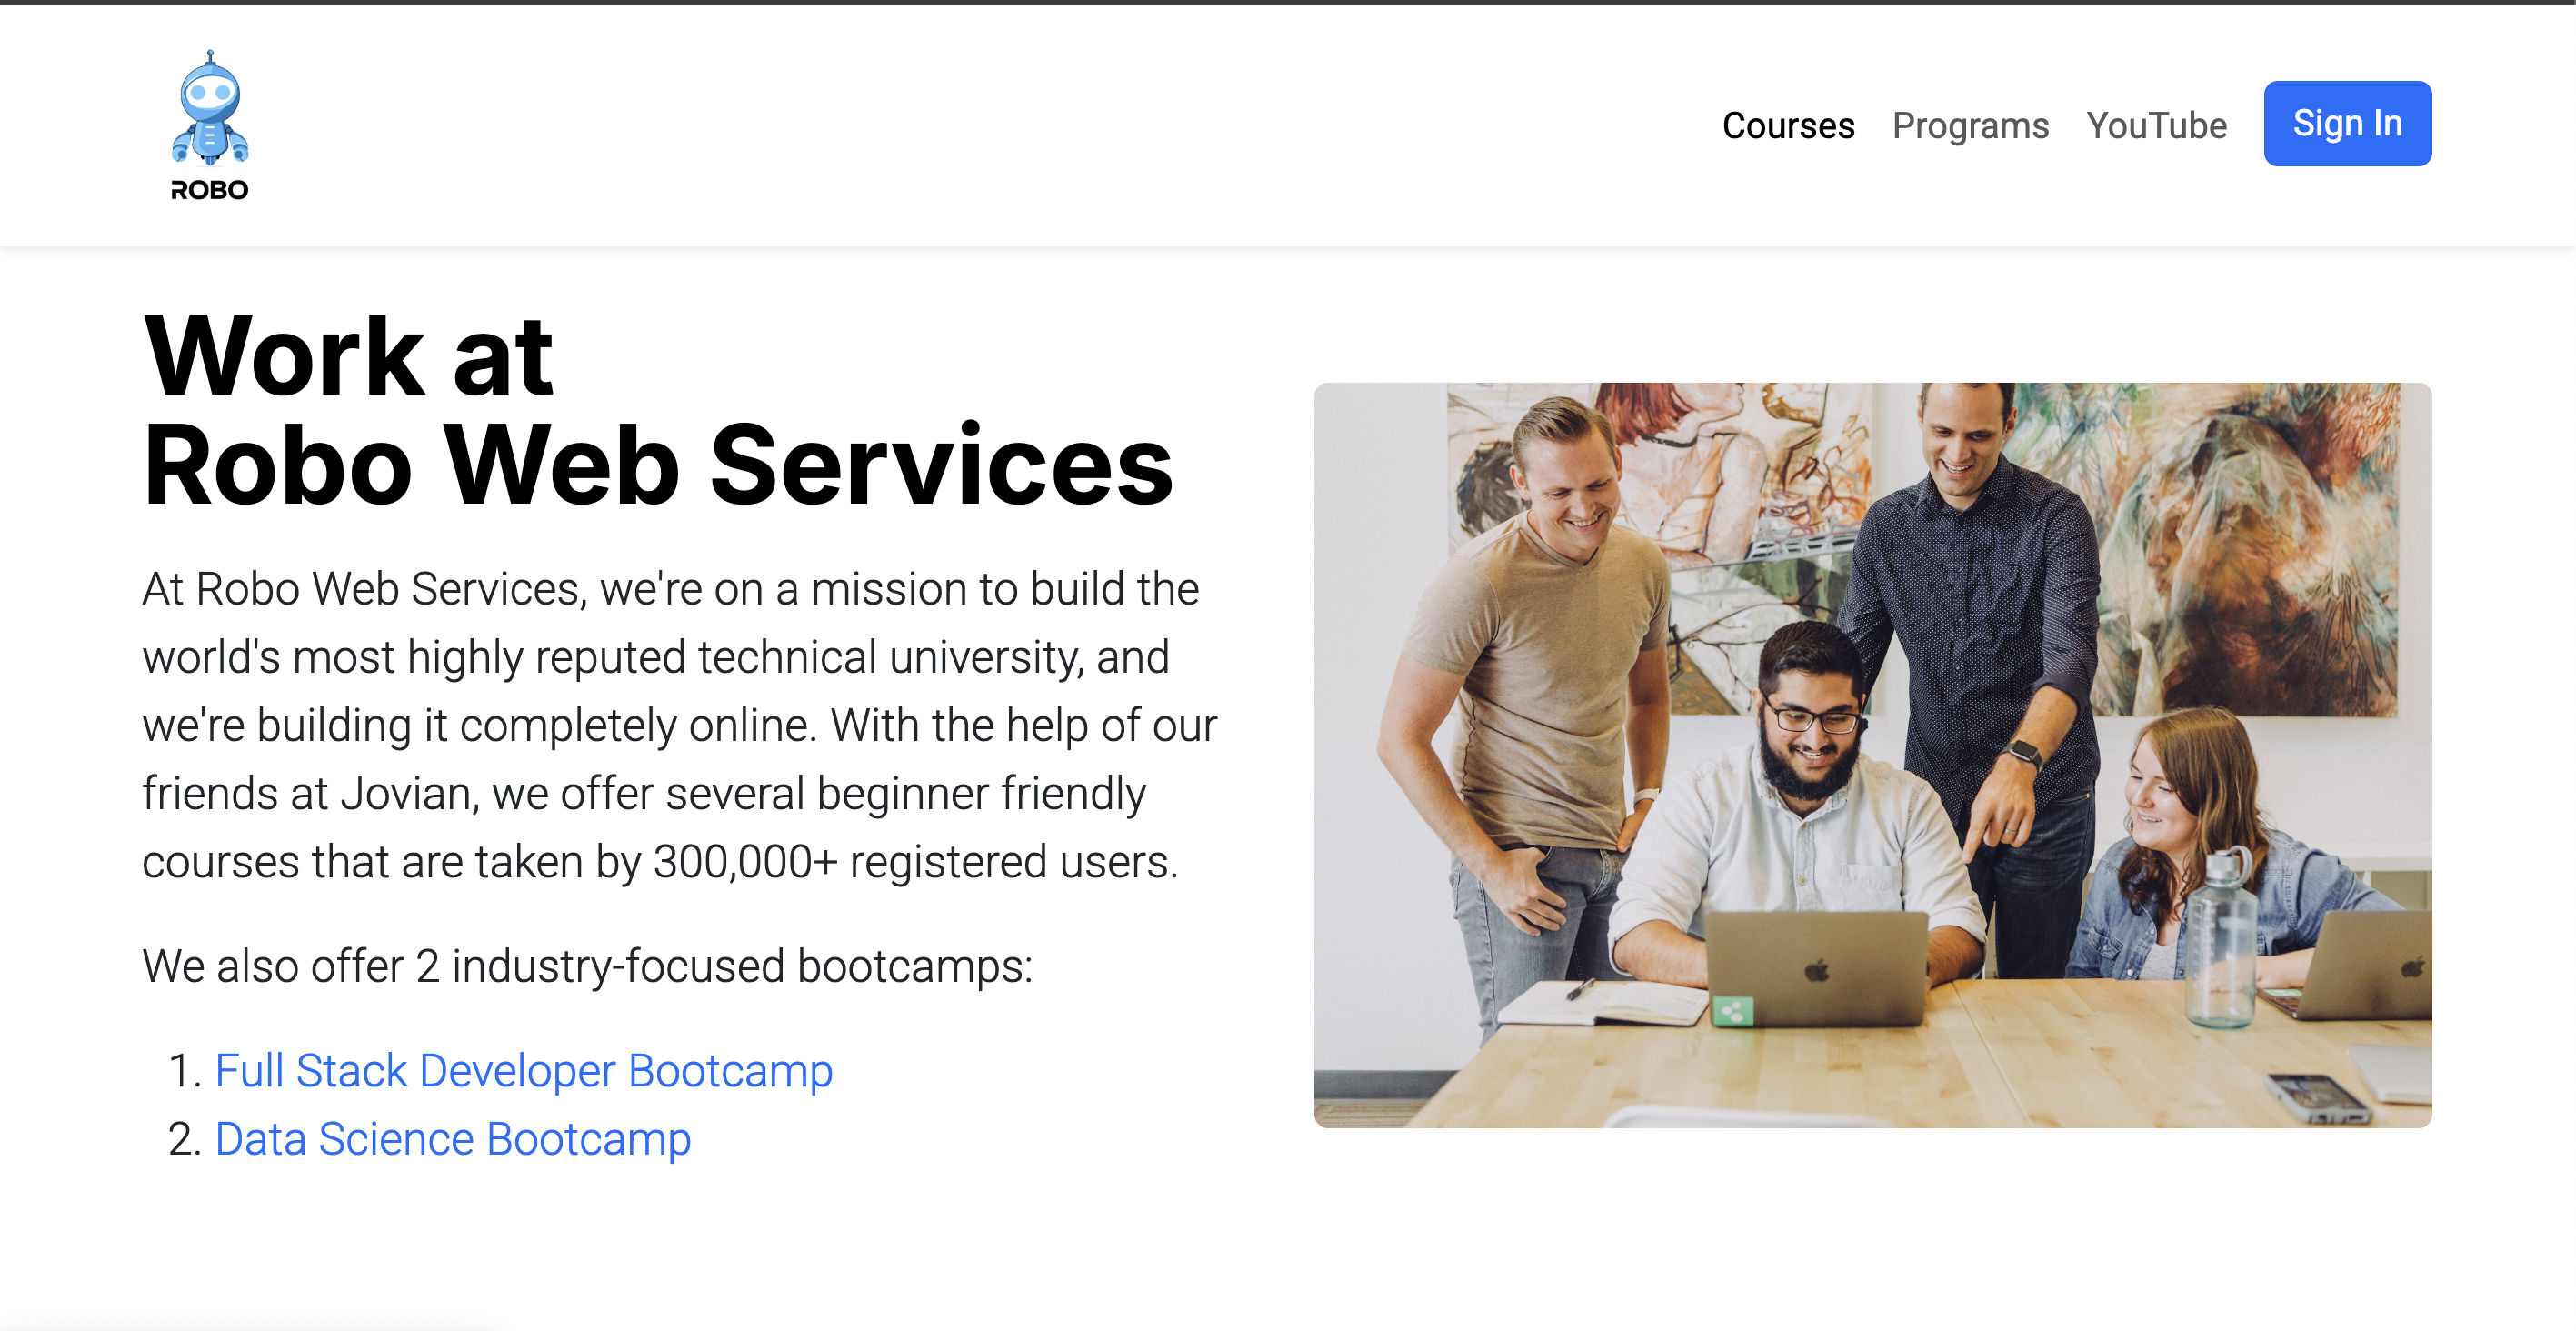 ROBO
Courses Programs YouTube Sign In
Work at
Robo Web Services
At Robo Web Services, we're on a mission to build the
world's most highly reputed technical university, and
we're building it completely online. With the help of our
friends at Jovian, we offer several beginner friendly
courses that are taken by 300,000+ registered users.
We also offer 2 industry-focused bootcamps:
1. Full Stack Developer Bootcamp
2. Data Science Bootcamp